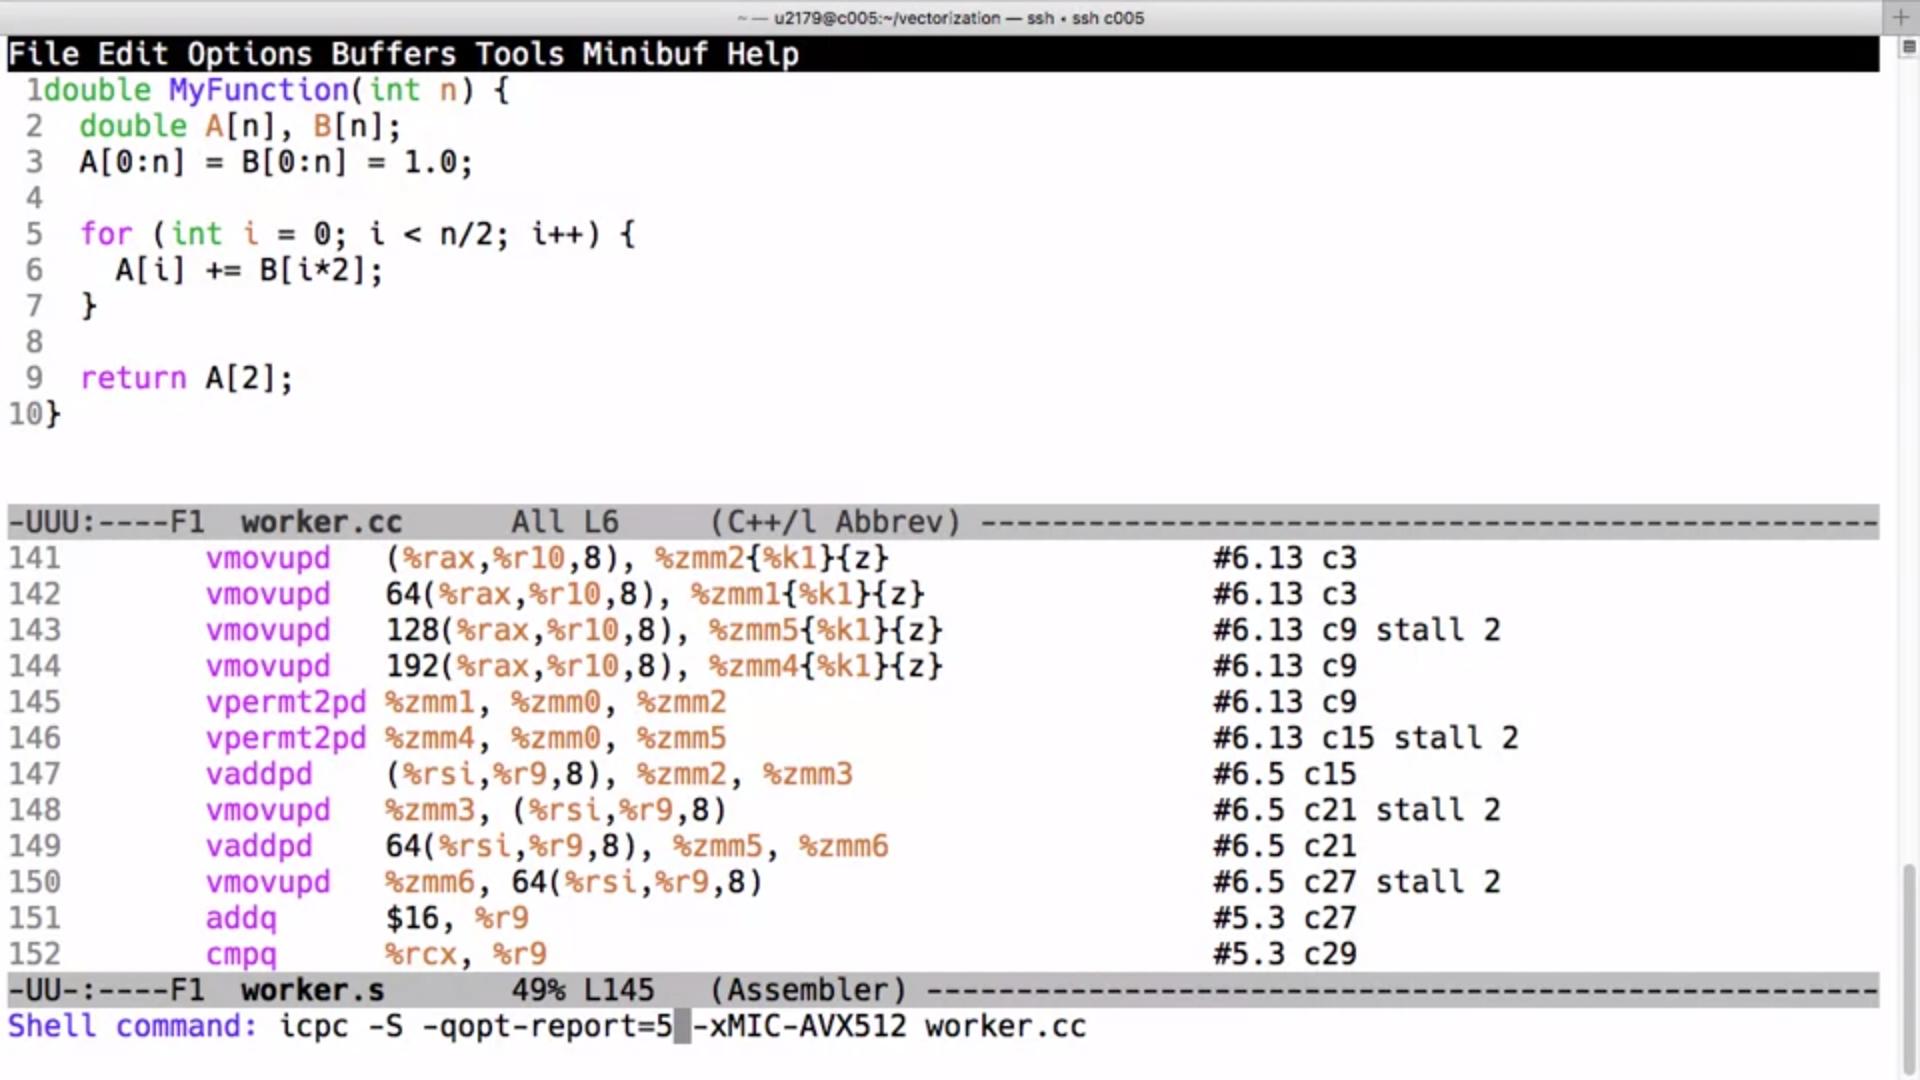 ~ — u2179@c005:~/vectorization — ssh • ssh c005
File Edit Options Buffers Tools Minibuf Help
1double MyFunction(int n) {
2  double A[n], B[n];
3  A[0:n] = B[0:n] = 1.0;
4
5  for (int i = 0; i < n/2; i++) {
6    A[i] += B[i*2];
7  }
8
9  return A[2];
10}
-UUU:----F1  worker.cc      All L6     (C++/l Abbrev) --------------------------------------------------
141        vmovupd   (%rax,%r10,8), %zmm2{%k1}{z}                  #6.13 c3
142        vmovupd   64(%rax,%r10,8), %zmm1{%k1}{z}                #6.13 c3
143        vmovupd   128(%rax,%r10,8), %zmm5{%k1}{z}               #6.13 c9 stall 2
144        vmovupd   192(%rax,%r10,8), %zmm4{%k1}{z}               #6.13 c9
145        vpermt2pd %zmm1, %zmm0, %zmm2                           #6.13 c9
146        vpermt2pd %zmm4, %zmm0, %zmm5                           #6.13 c15 stall 2
147        vaddpd    (%rsi,%r9,8), %zmm2, %zmm3                    #6.5 c15
148        vmovupd   %zmm3, (%rsi,%r9,8)                           #6.5 c21 stall 2
149        vaddpd    64(%rsi,%r9,8), %zmm5, %zmm6                  #6.5 c21
150        vmovupd   %zmm6, 64(%rsi,%r9,8)                         #6.5 c27 stall 2
151        addq      $16, %r9                                      #5.3 c27
152        cmpq      %rcx, %r9                                     #5.3 c29
-UU-:----F1  worker.s       49% L145   (Assembler) -----------------------------------------------------
Shell command: icpc -S -qopt-report=5 -xMIC-AVX512 worker.cc